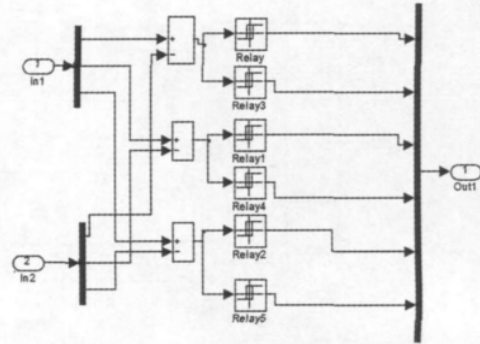 Relay
1
In1
Relay3
Relay1
1
Out1
Relay4
Relay2
2
In2
Relay5